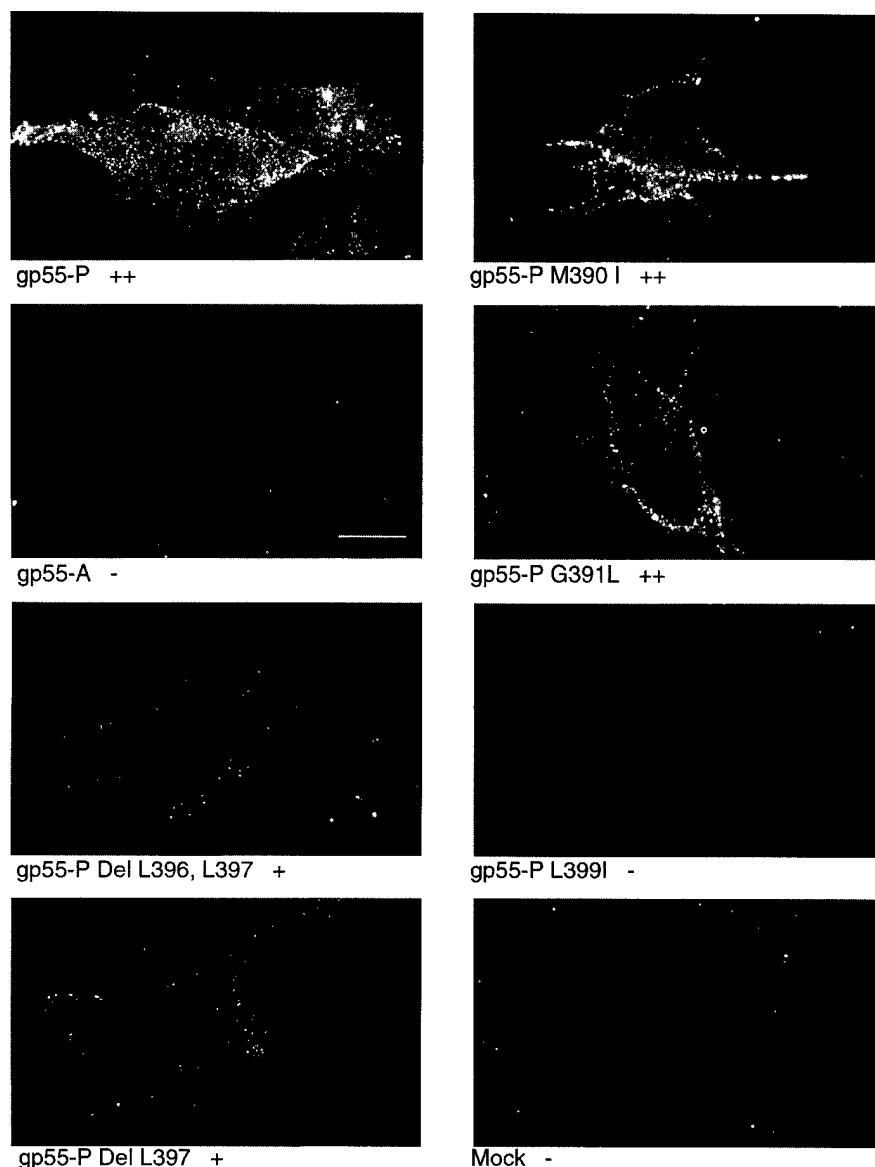 gp55-P ++
gp55-P M390 I ++
gp55-A -
gp55-P G391L ++
gp55-P Del L396, L397 +
gp55-P L399I -
gp55-P Del L397 +
Mock -